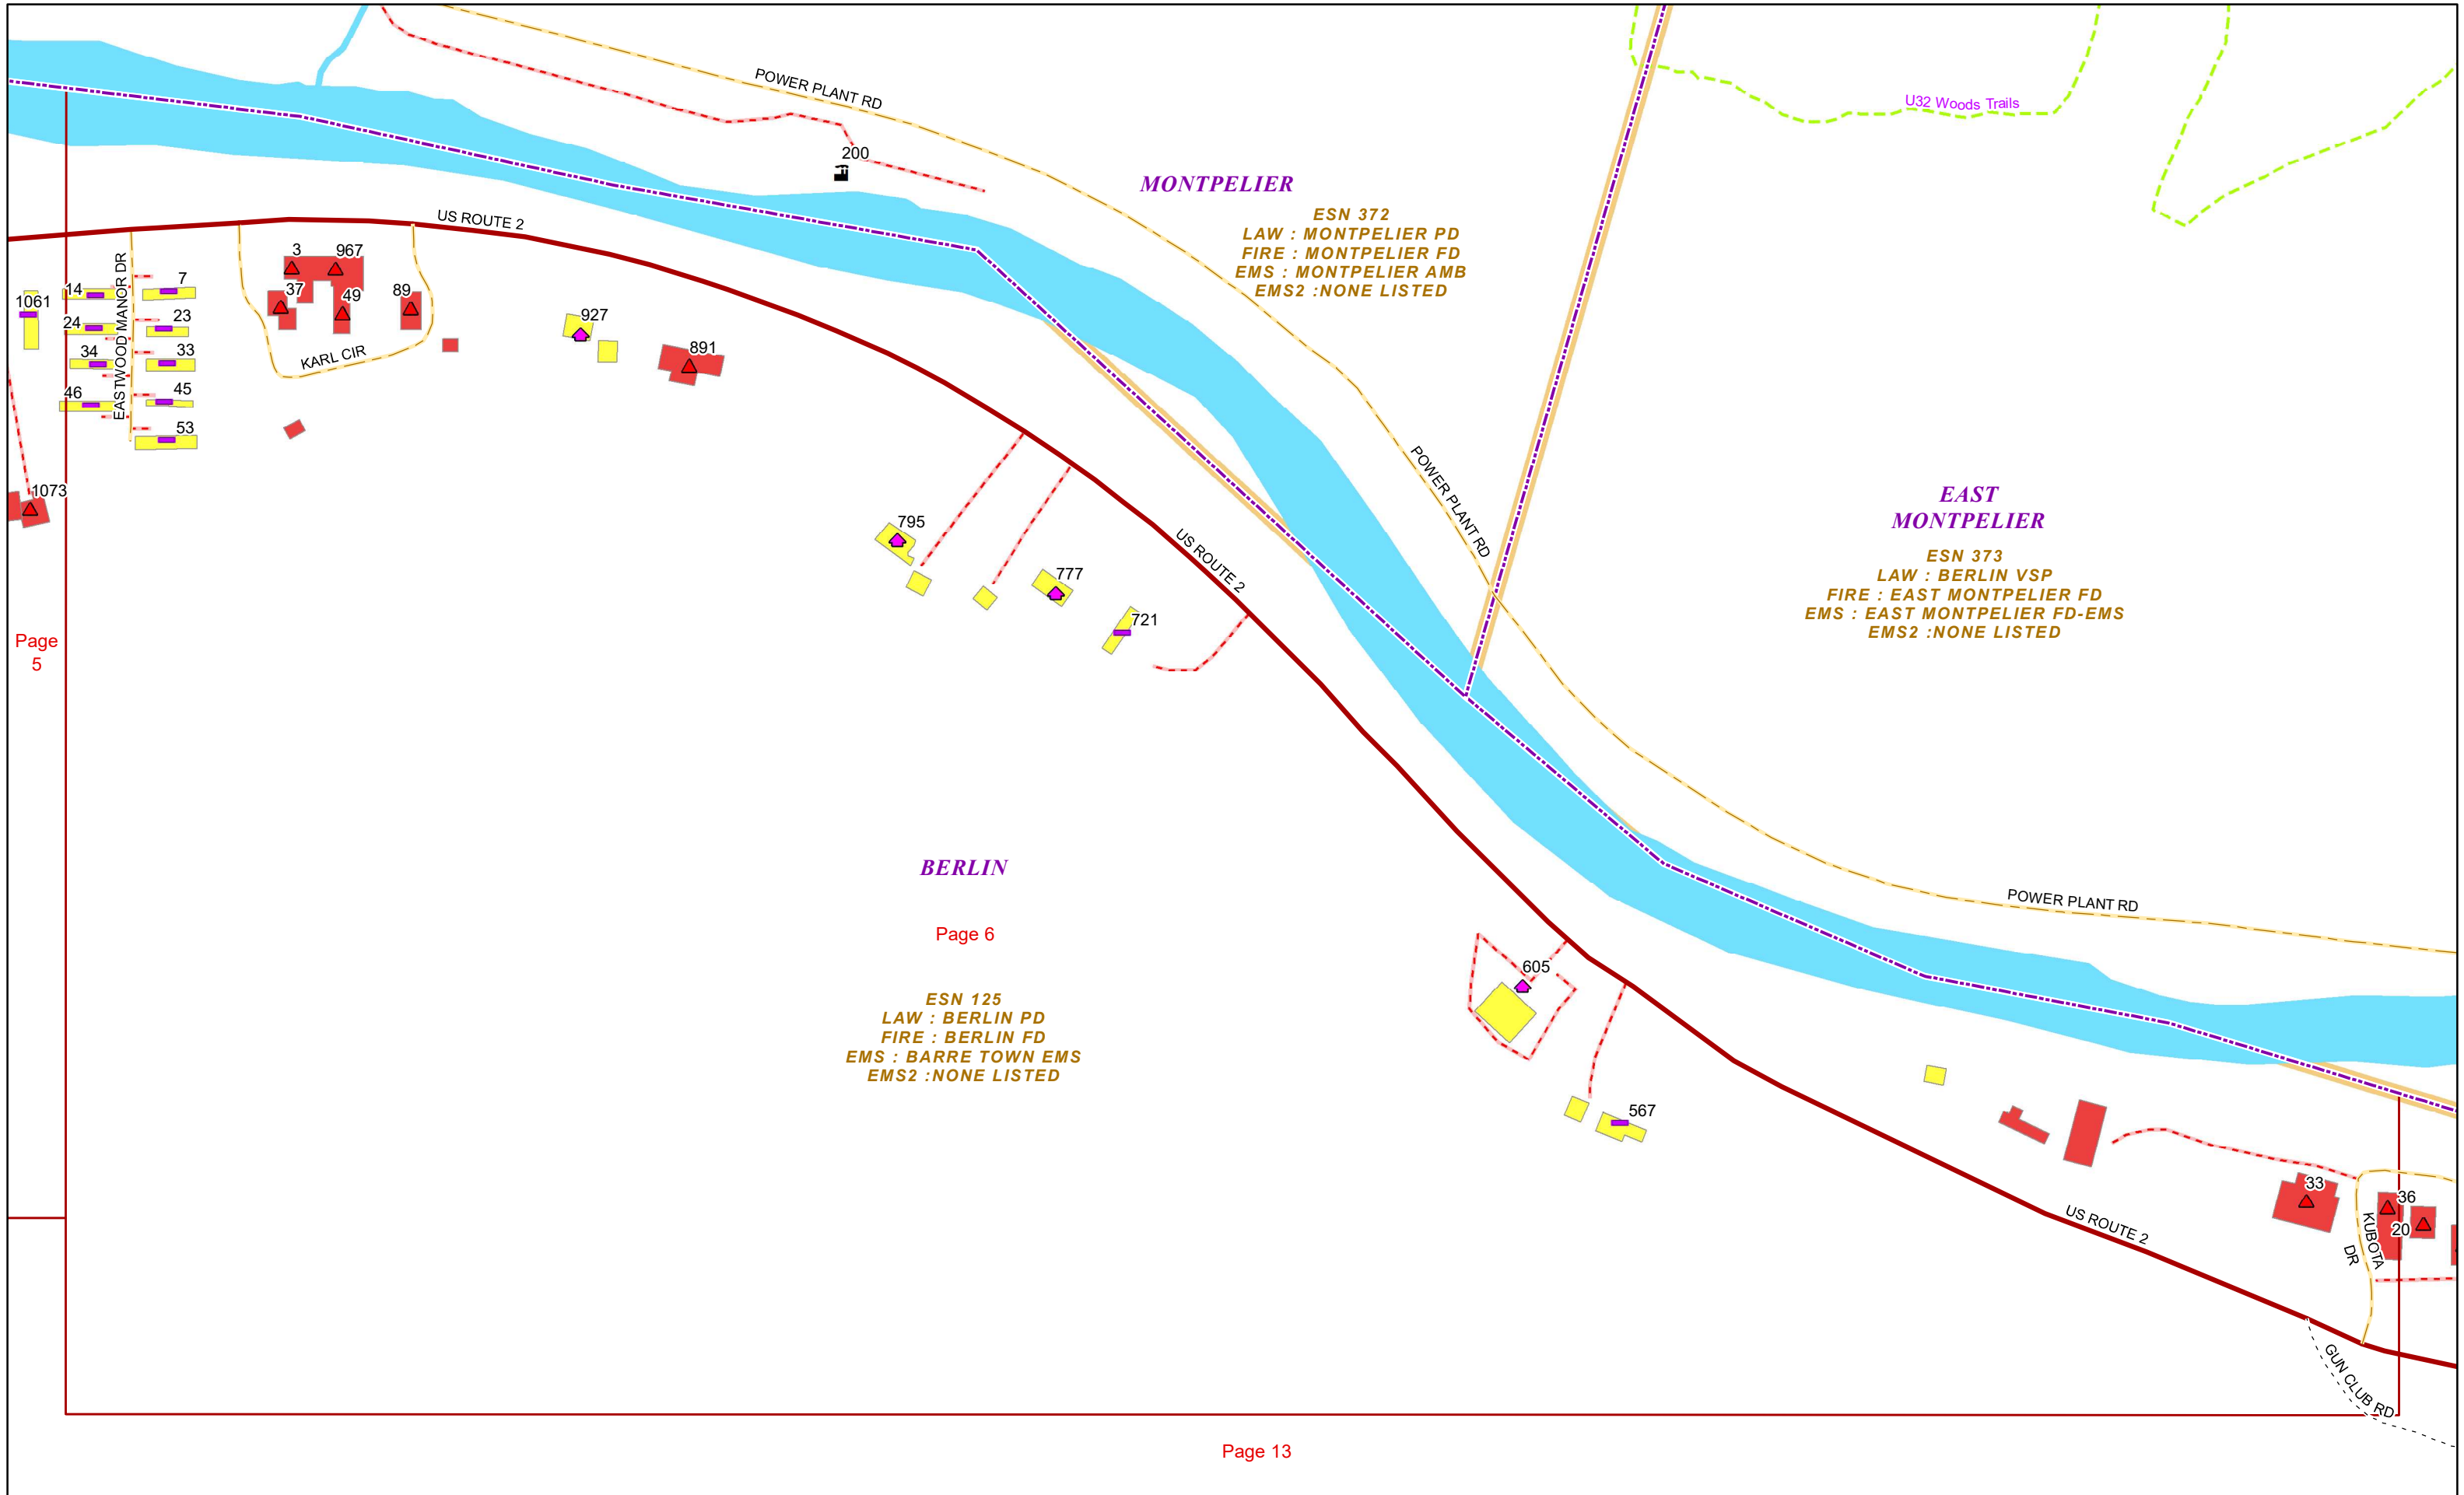 POWER PLANT RD
U32 Woods Trails
200
MONTPELIER
ESN 372
LAW : MONTPELIER PD
FIRE : MONTPELIER FD
EMS : MONTPELIER AMB
EMS2 :NONE LISTED
US ROUTE 2
3
967
37
49
89
KARL CIR
EASTWOOD MANOR DR
1061
14
7
24
23
34
33
46
45
53
1073
927
891
POWER PLANT RD
EAST
MONTPELIER
ESN 373
LAW : BERLIN VSP
FIRE : EAST MONTPELIER FD
EMS : EAST MONTPELIER FD-EMS
EMS2 :NONE LISTED
795
777
721
US ROUTE 2
Page
5
BERLIN
Page 6
ESN 125
LAW : BERLIN PD
FIRE : BERLIN FD
EMS : BARRE TOWN EMS
EMS2 :NONE LISTED
POWER PLANT RD
605
567
33
36
20
KUBOTA
DR
US ROUTE 2
GUN CLUB RD
Page 13